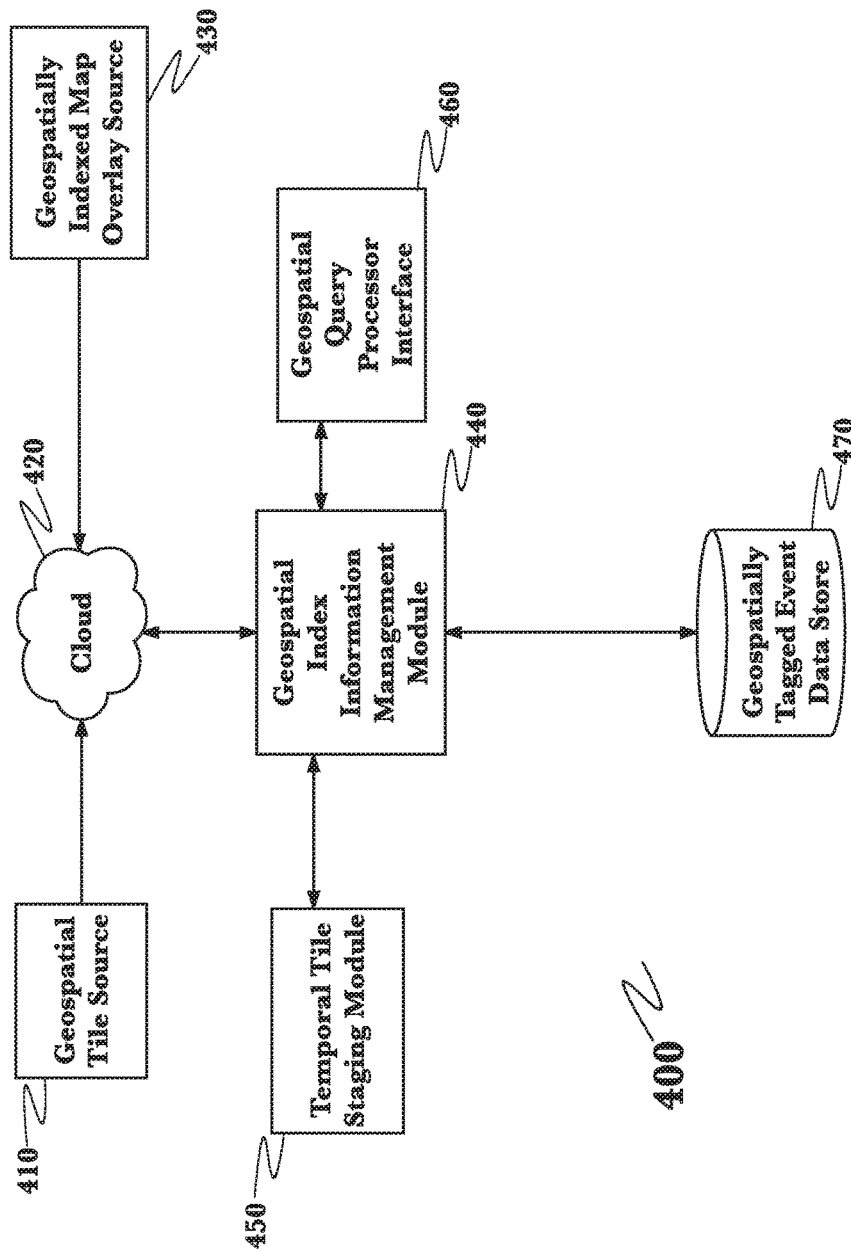 430
Geospatially
Indexed Map
Overlay Source
420
Cloud
Geospatial
Tile Source
410
460
Geospatial
Query
Processor
Interface
440
Geospatial
Index
Information
Management
Module
Temporal Tile
Staging Module
450
470
Geospatially
Tagged Event
Data Store
400